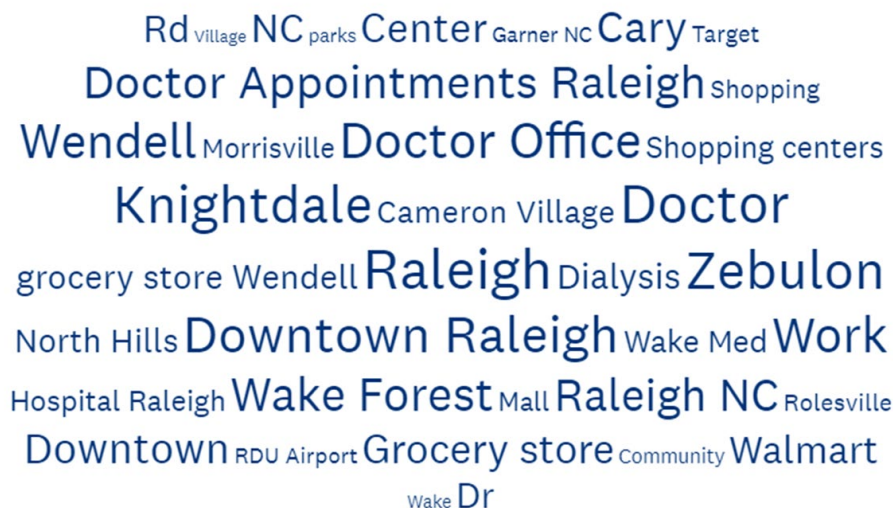 Rd Village NC parks Center Garner NC Cary Target
Doctor Appointments Raleigh Shopping
Wendell Morrisville Doctor Office Shopping centers
Knightdale Cameron Village Doctor
grocery store Wendell Raleigh Dialysis Zebulon
North Hills Downtown Raleigh Wake Med Work
Hospital Raleigh Wake Forest Mall Raleigh NC Rolesville
Downtown RDU Airport Grocery store Community Walmart
Wake Dr